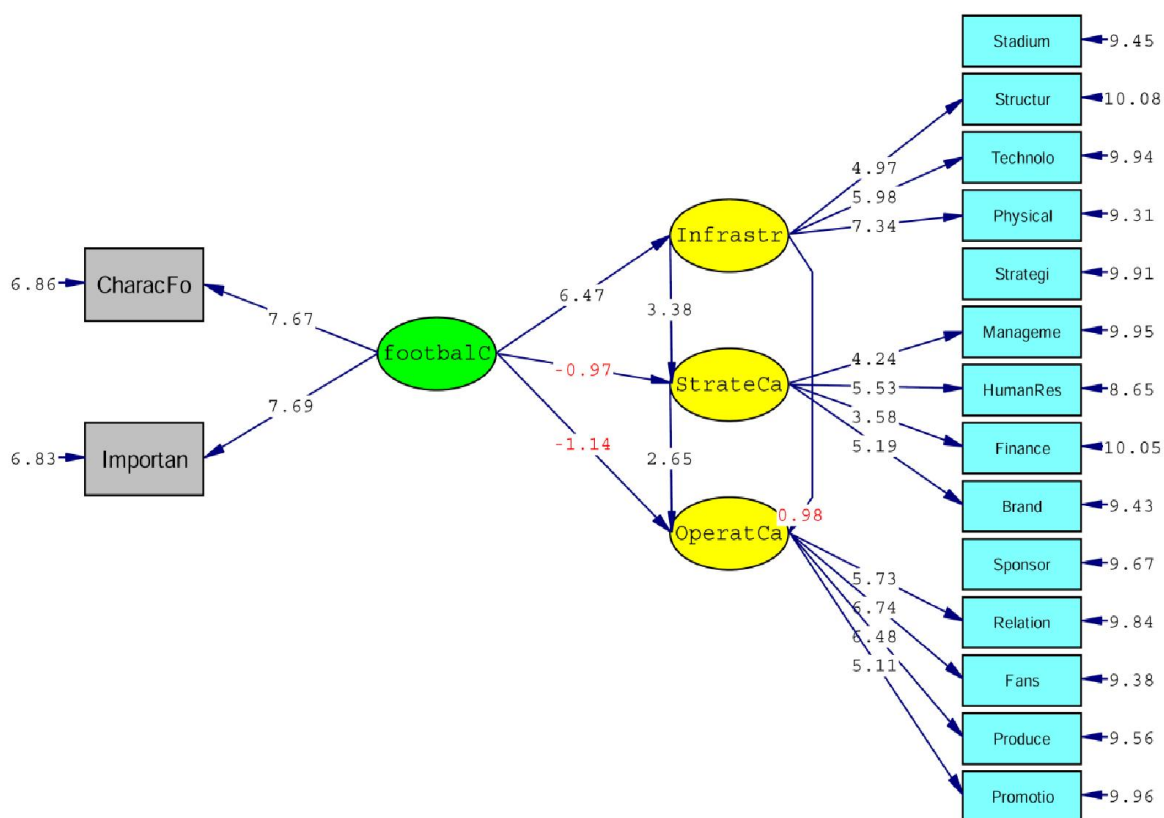 Stadium
9.45
Structur
10.08
Technolo
9.94
Physical
9.31
Strategi
9.91
Manageme
9.95
HumanRes
8.65
Finance
10.05
Brand
9.43
Sponsor
9.67
Relation
9.84
Fans
9.38
Produce
9.56
Promotio
9.96
4.97
5.98
7.34
4.24
5.53
3.58
5.19
5.73
6.74
6.48
5.11
Infrastr
StrateCa
OperatCa
3.38
2.65
0.98
6.47
-0.97
-1.14
footbalC
7.67
7.69
CharacFo
6.86
Importan
6.83